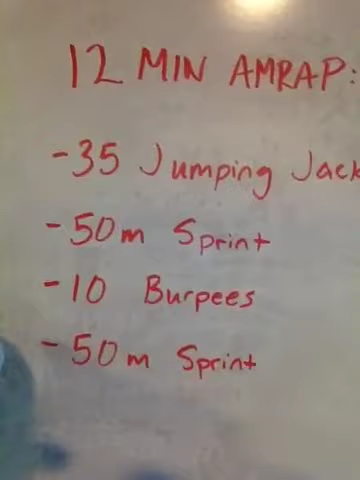 12 MIN AMRAP:
-35 Jumping Jack
-50m Sprint
-10 Burpees
-50m Sprint